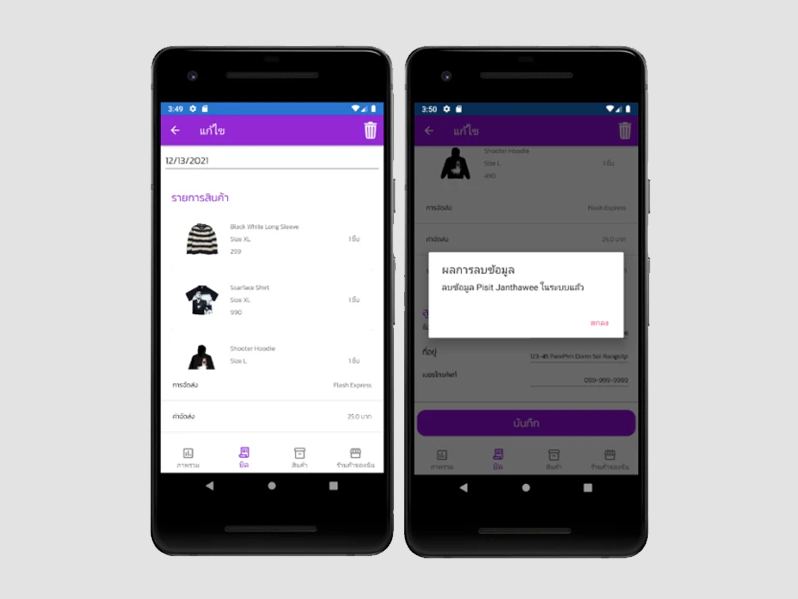 3:49
แก้ไข
12/13/2021
รายการสินค้า
Black White Long Sleeve
Size XL
1 ชิ้น
299
Scarface Shirt
Size XL
1 ชิ้น
990
Shooter Hoodie
Size L
1 ชิ้น
การจัดส่ง
Flash Express
ค่าจัดส่ง
25.0 บาท
ภาพรวม
บิล
สินค้า
ร้านค้าของฉัน
3:50
แก้ไข
Shooter Hoodie
Size L
1 ชิ้น
490
การจัดส่ง
Flash Express
ค่าจัดส่ง
25.0 บาท
ผลการลบข้อมูล
ลบข้อมูล Pisit Janthawee ในระบบแล้ว
ตกลง
ที่อยู่
เบอร์โทรศัพท์
099-999-9999
บันทึก
ภาพรวม
บิล
สินค้า
ร้านค้าของฉัน